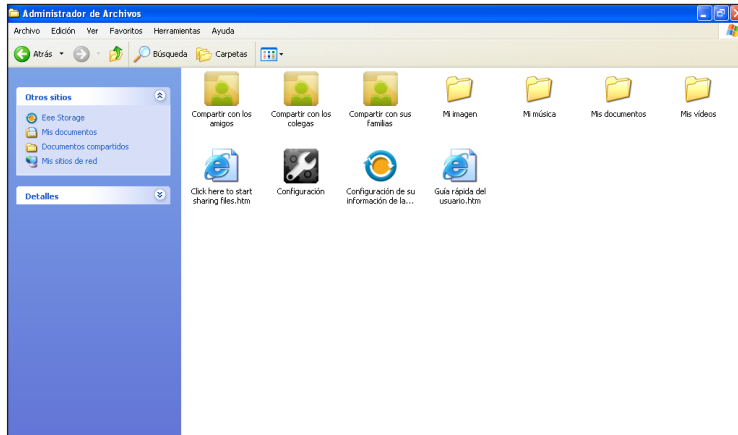 Administrador de Archivos
Archivo Edición Ver Favoritos Herramientas Ayuda
Atrás Búsqueda Carpetas
Otros sitios
Eee Storage
Mis documentos
Documentos compartidos
Mis sitios de red
Detalles
Compartir con los amigos
Compartir con los colegas
Compartir con sus familias
Mi imagen
Mi música
Mis documentos
Mis vídeos
Click here to start
sharing files.htm
Configuración
Configuración de su
información de la...
Guía rápida del
usuario.htm